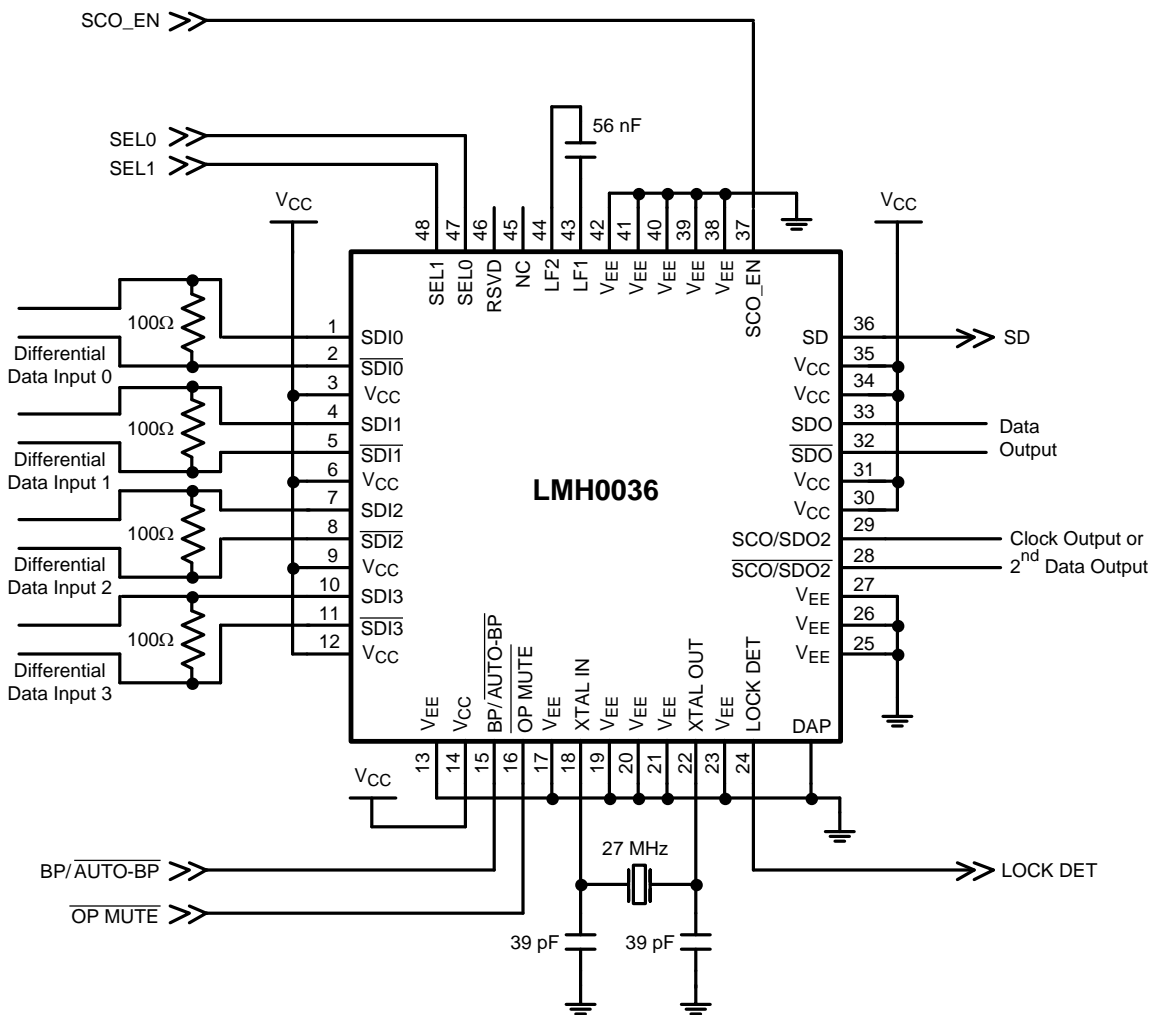 SCO_EN
SEL0
SEL1
56 nF
VCC
VCC
48 47 46 45 44 43 42 41 40 39 38 37
SEL1 SEL0 RSVD NC LF2 LF1 VEE VEE VEE VEE VEE SCO_EN
100Ω
Differential
Data Input 0
100Ω
Differential
Data Input 1
100Ω
Differential
Data Input 2
100Ω
Differential
Data Input 3
1 SDI0
2 SDI0
3 VCC
4 SDI1
5 SDI1
6 VCC
7 SDI2
8 SDI2
9 VCC
10 SDI3
11 SDI3
12 VCC
LMH0036
SD 36 SD
VCC 35
VCC 34
SDO 33 Data
SDO 32 Output
VCC 31
VCC 30
SCO/SDO2 29 Clock Output or
SCO/SDO2 28 2nd Data Output
VEE 27
VEE 26
VEE 25
VEE VCC BP/AUTO-BP OP MUTE VEE XTAL IN VEE VEE VEE XTAL OUT VEE LOCK DET DAP
13 14 15 16 17 18 19 20 21 22 23 24
VCC
27 MHz
BP/AUTO-BP
LOCK DET
OP MUTE
39 pF
39 pF